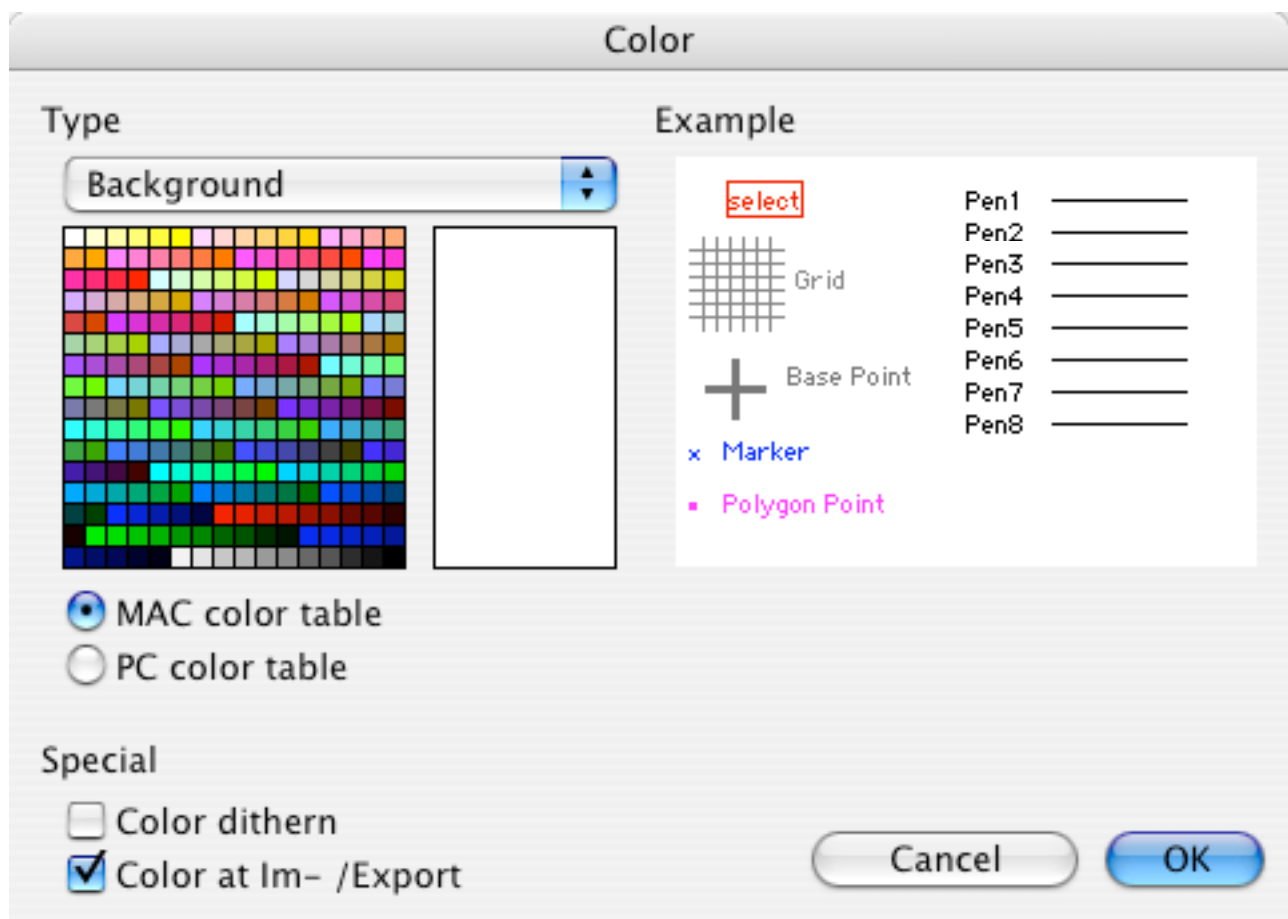 Color
Type
Background
MAC color table
PC color table
Special
Color dithern
Color at Im- /Export
Example
select
Grid
Base Point
Marker
Polygon Point
Pen1
Pen2
Pen3
Pen4
Pen5
Pen6
Pen7
Pen8
Cancel
OK